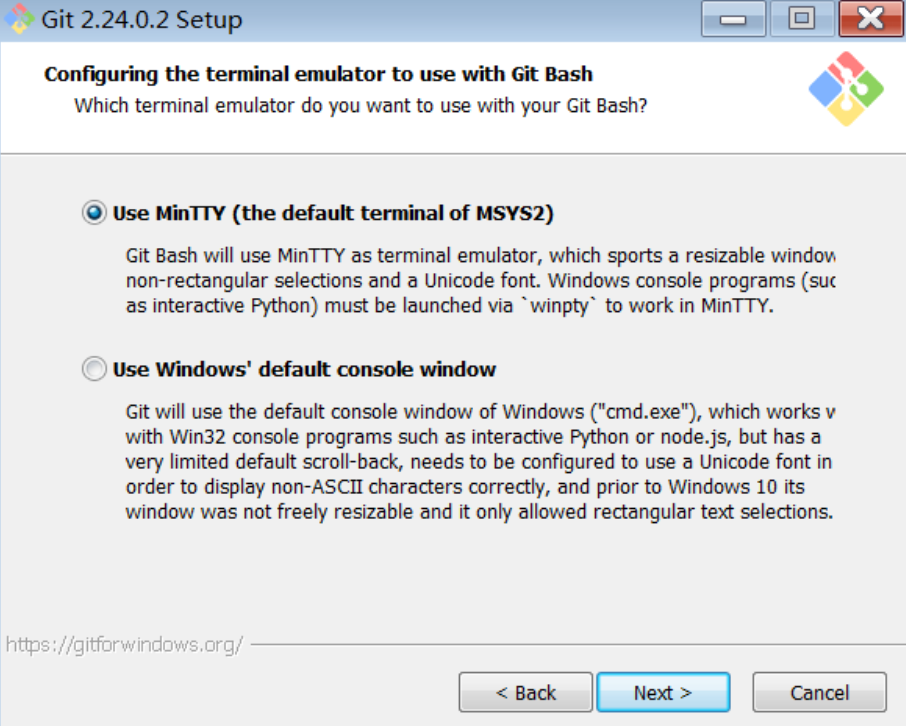 Git 2.24.0.2 Setup
Configuring the terminal emulator to use with Git Bash
Which terminal emulator do you want to use with your Git Bash?
Use MinTTY (the default terminal of MSYS2)
Git Bash will use MinTTY as terminal emulator, which sports a resizable window
non-rectangular selections and a Unicode font. Windows console programs (suc
as interactive Python) must be launched via `winpty` to work in MinTTY.
Use Windows' default console window
Git will use the default console window of Windows ("cmd.exe"), which works w
with Win32 console programs such as interactive Python or node.js, but has a
very limited default scroll-back, needs to be configured to use a Unicode font in
order to display non-ASCII characters correctly, and prior to Windows 10 its
window was not freely resizable and it only allowed rectangular text selections.
https://gitforwindows.org/
< Back
Next >
Cancel